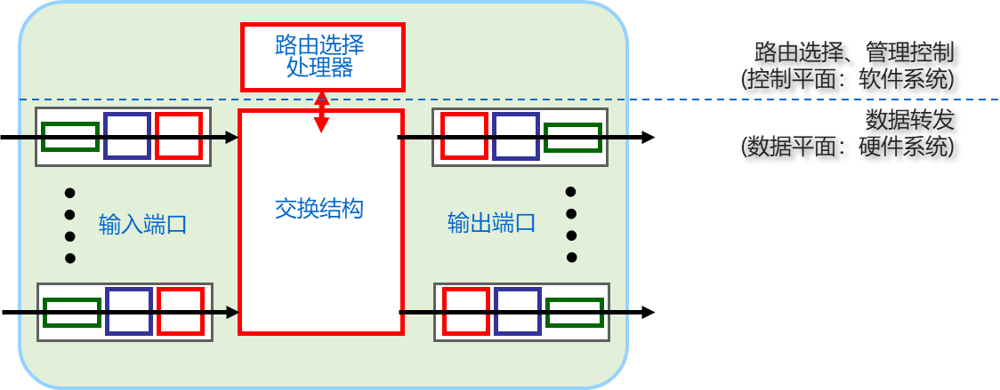 路由选择
处理器
路由选择、管理控制
(控制平面：软件系统)
数据转发
(数据平面：硬件系统)
输入端口
交换结构
输出端口